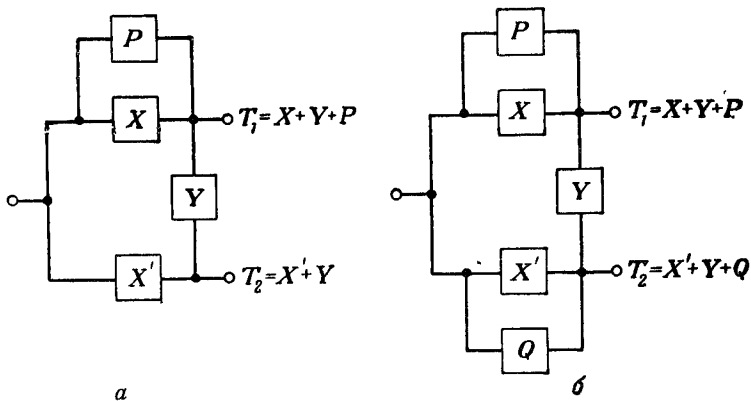 P
X
T₁=X+Y+P
Y
X′
T₂=X′+Y
а
P
X
T₁=X+Y+P
Y
X′
T₂=X′+Y+Q
Q
б